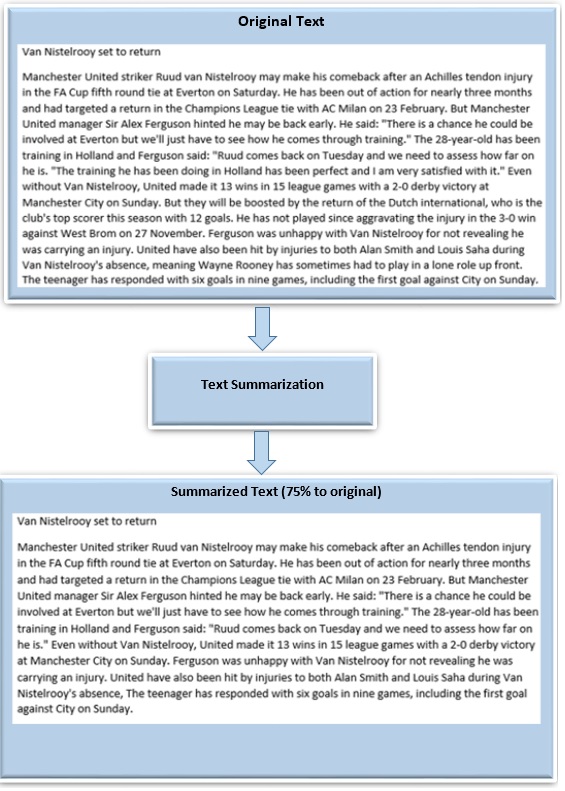 Original Text
Van Nistelrooy set to return
Manchester United striker Ruud van Nistelrooy may make his comeback after an Achilles tendon injury
in the FA Cup fifth round tie at Everton on Saturday. He has been out of action for nearly three months
and had targeted a return in the Champions League tie with AC Milan on 23 February. But Manchester
United manager Sir Alex Ferguson hinted he may be back early. He said: "There is a chance he could be
involved at Everton but we'll just have to see how he comes through training." The 28-year-old has been
training in Holland and Ferguson said: "Ruud comes back on Tuesday and we need to assess how far on
he is. "The training he has been doing in Holland has been perfect and I am very satisfied with it." Even
without Van Nistelrooy, United made it 13 wins in 15 league games with a 2-0 derby victory at
Manchester City on Sunday. But they will be boosted by the return of the Dutch international, who is the
club's top scorer this season with 12 goals. He has not played since aggravating the injury in the 3-0 win
against West Brom on 27 November. Ferguson was unhappy with Van Nistelrooy for not revealing he
was carrying an injury. United have also been hit by injuries to both Alan Smith and Louis Saha during
Van Nistelrooy's absence, meaning Wayne Rooney has sometimes had to play in a lone role up front.
The teenager has responded with six goals in nine games, including the first goal against City on Sunday.
Text Summarization
Summarized Text (75% to original)
Van Nistelrooy set to return
Manchester United striker Ruud van Nistelrooy may make his comeback after an Achilles tendon injury
in the FA Cup fifth round tie at Everton on Saturday. He has been out of action for nearly three months
and had targeted a return in the Champions League tie with AC Milan on 23 February. But Manchester
United manager Sir Alex Ferguson hinted he may be back early. He said: "There is a chance he could be
involved at Everton but we'll just have to see how he comes through training." The 28-year-old has been
training in Holland and Ferguson said: "Ruud comes back on Tuesday and we need to assess how far on
he is." Even without Van Nistelrooy, United made it 13 wins in 15 league games with a 2-0 derby victory
at Manchester City on Sunday. Ferguson was unhappy with Van Nistelrooy for not revealing he was
carrying an injury. United have also been hit by injuries to both Alan Smith and Louis Saha during Van
Nistelrooy's absence, The teenager has responded with six goals in nine games, including the first goal
against City on Sunday.